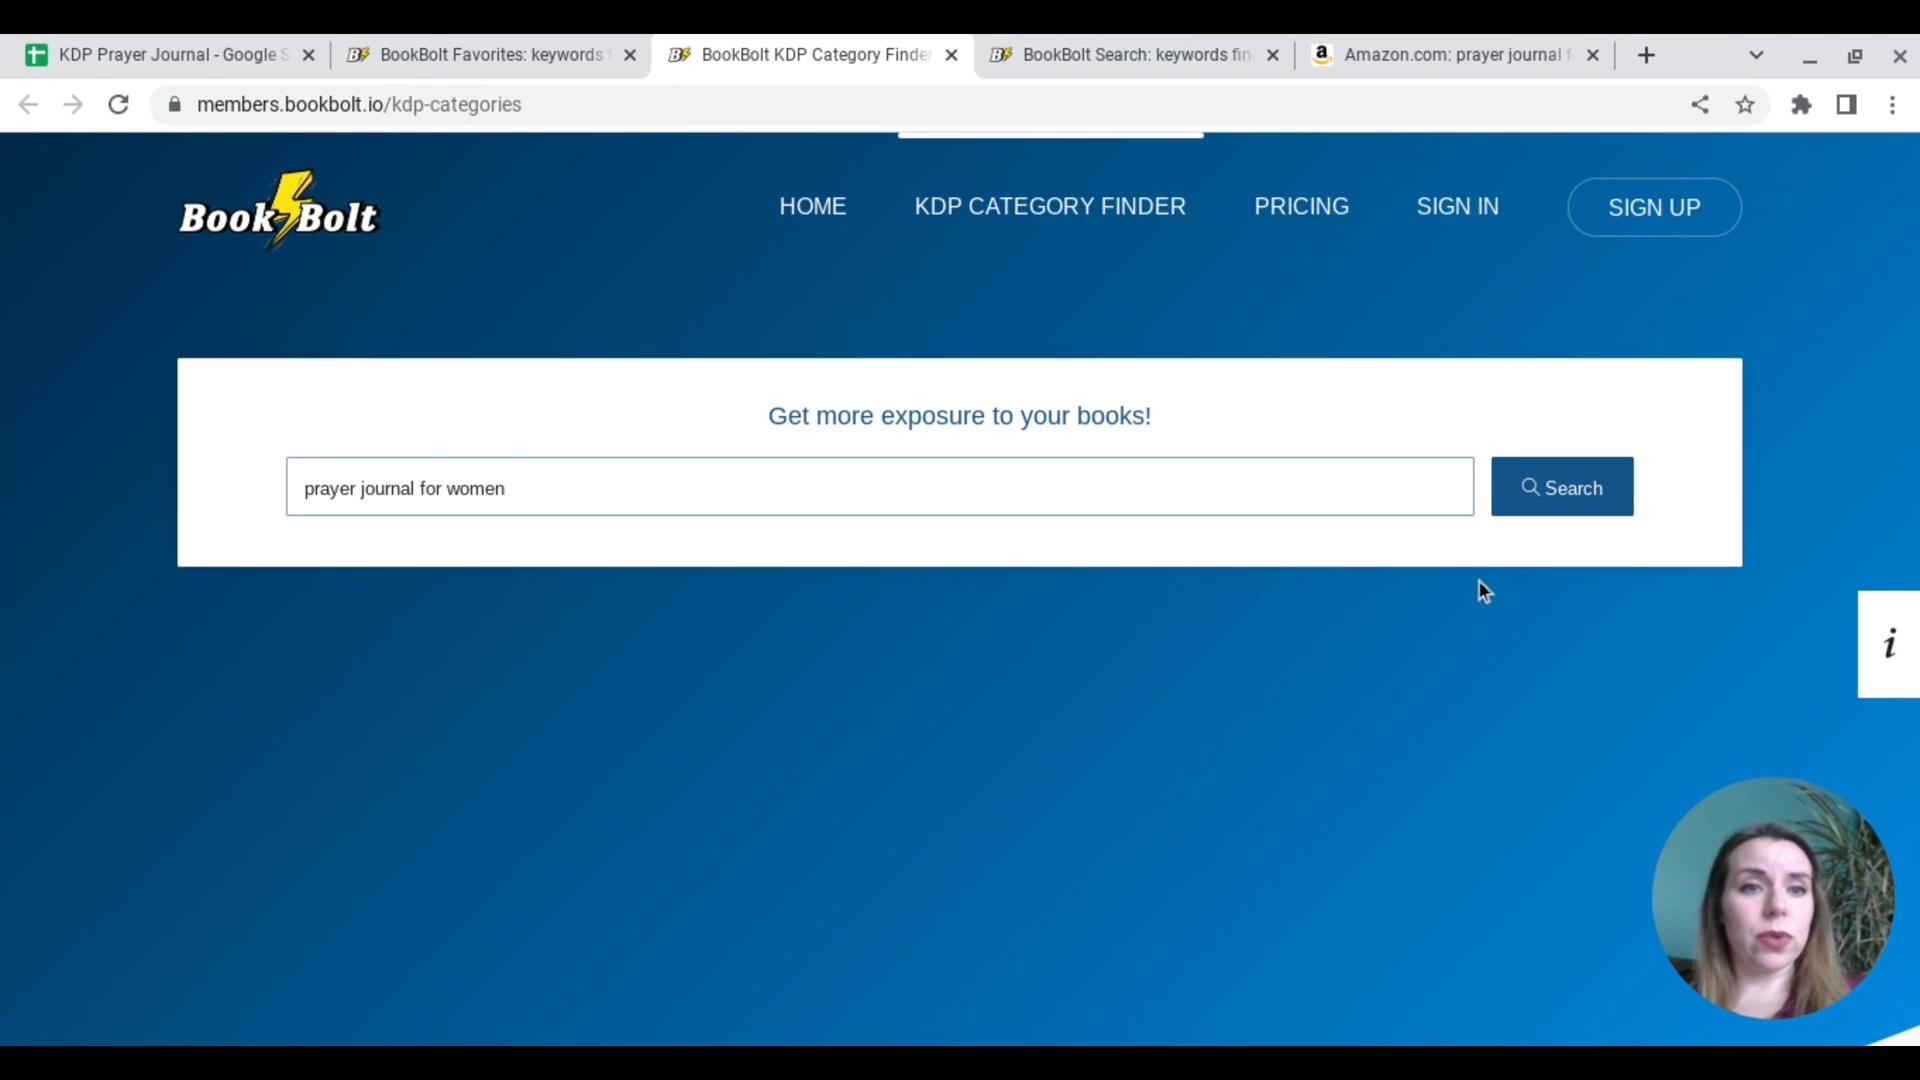 KDP Prayer Journal - Google S
BookBolt Favorites: keywords
BookBolt KDP Category Finder
BookBolt Search: keywords fin
Amazon.com: prayer journal f
members.bookbolt.io/kdp-categories
Book Bolt
HOME
KDP CATEGORY FINDER
PRICING
SIGN IN
SIGN UP
Get more exposure to your books!
prayer journal for women
Search
i